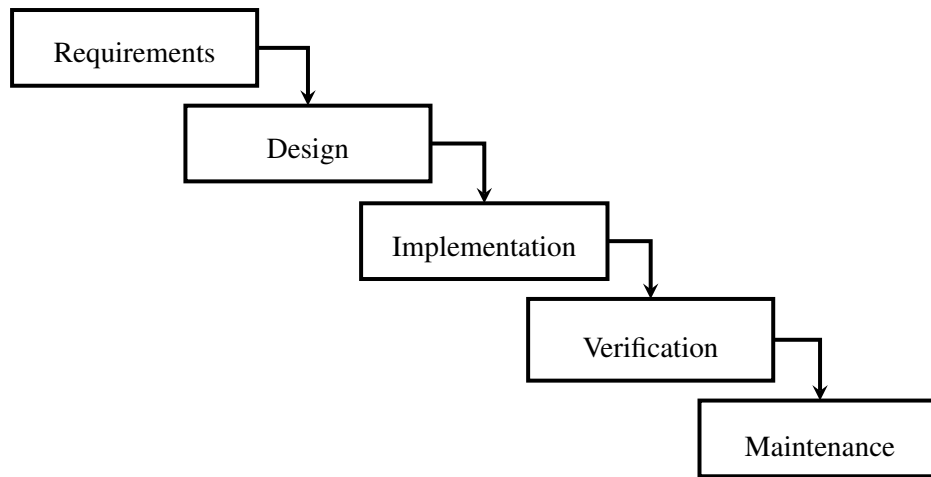 Requirements
Design
Implementation
Verification
Maintenance